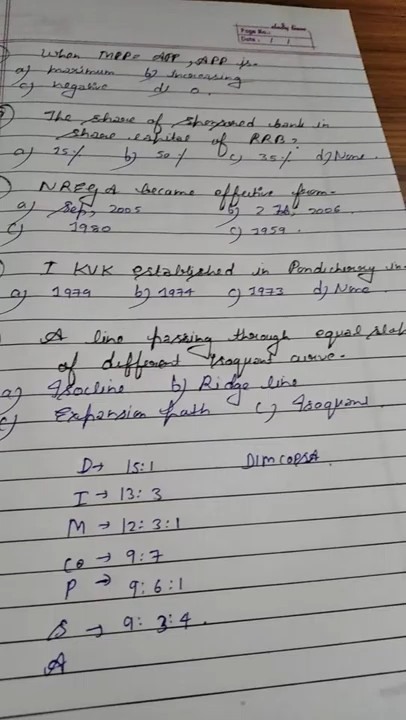 Page No.:
Date: / /
When MPP = APP, APP is-
a) maximum b) Increasing
c) negative d) 0.
The share of sponsored bank in
share capital of RRB?
a) 25% b) 50% c) 35% d) None.
NREGA became effective from-
a) Sep, 2005 b) 2 Feb, 2006
c) 1980 c) 1959.
I KVK established in Pondicherry in-
a) 1979 b) 1974 c) 1973 d) None
A line passing through equal
of different Isoquant curve.
a) Isocline b) Ridge line
c) Expansion path c) Isoquant.
D → 15:1 DIMCOPSA
I → 13:3
M → 12:3:1
CO → 9:7
P → 9:6:1
S → 9:3:4.
A